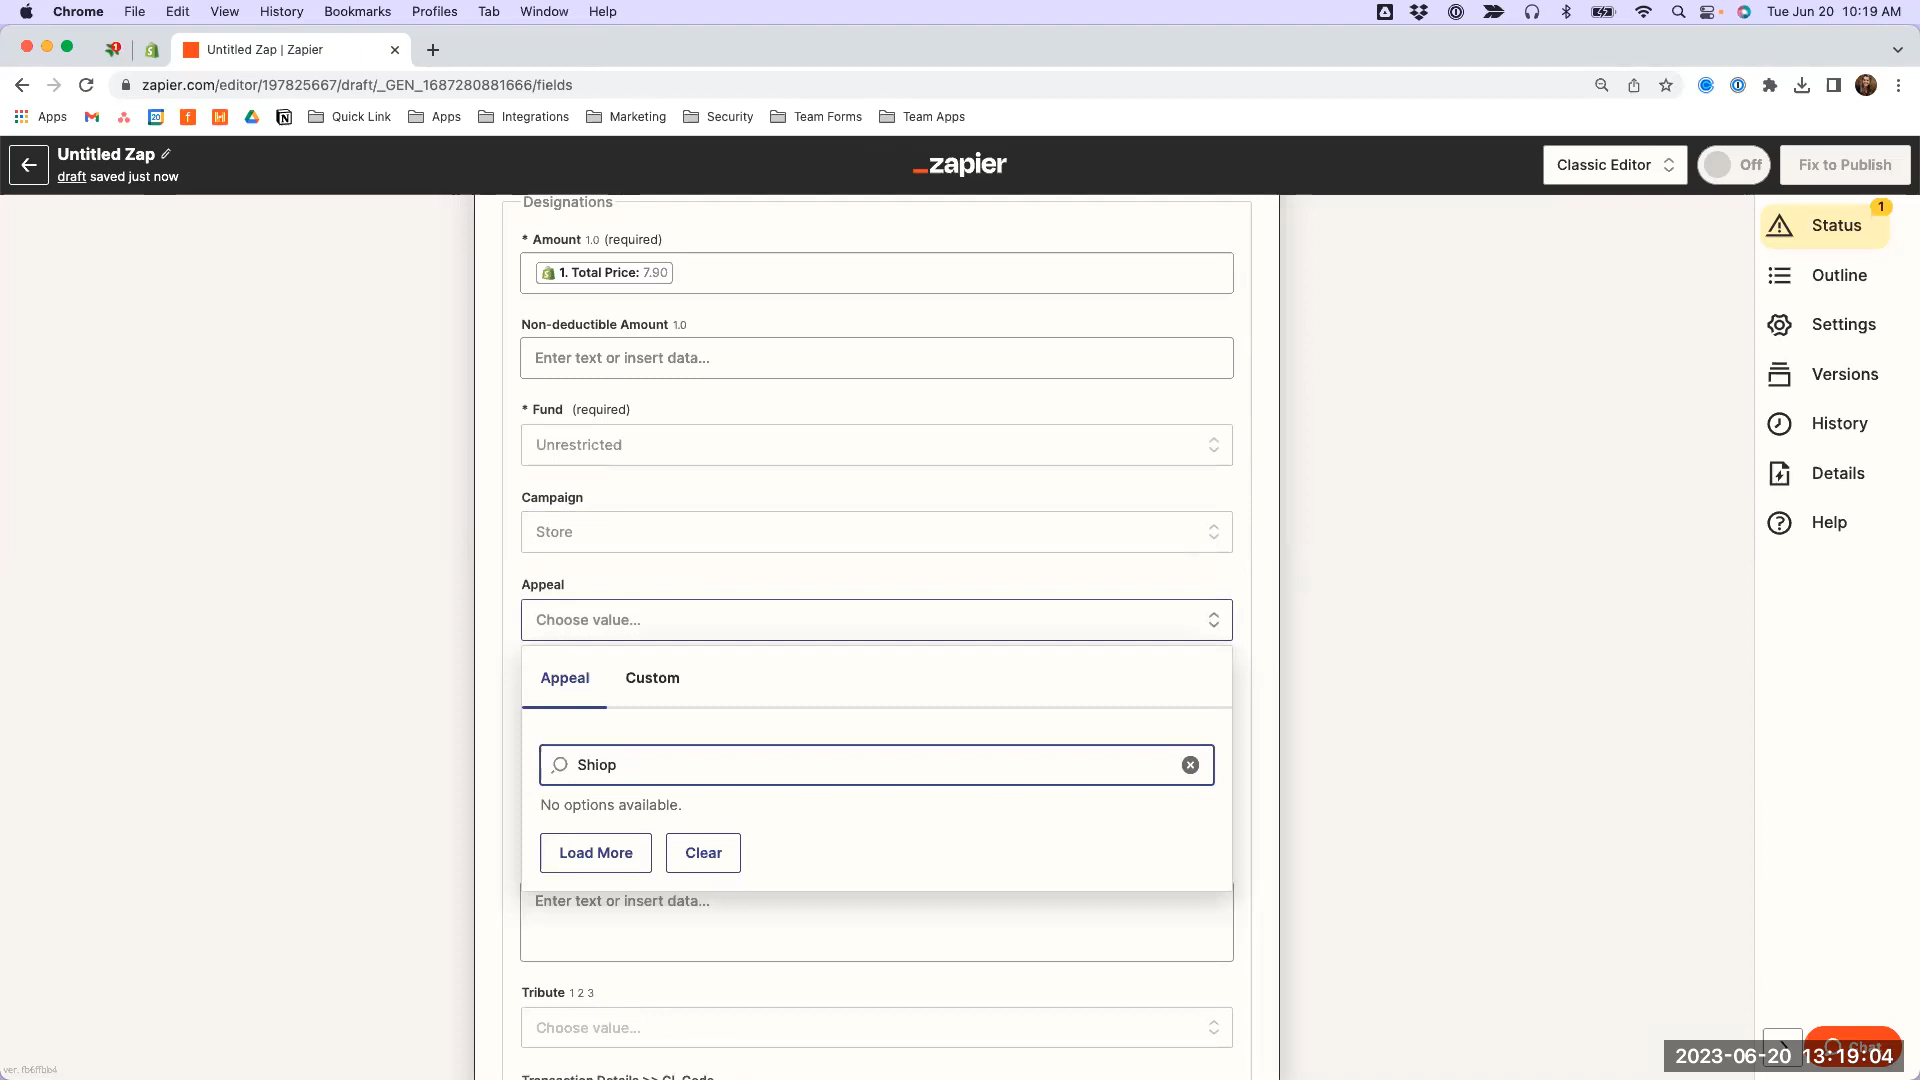 Chrome File Edit View History Bookmarks Profiles Tab Window Help Tue Jun 20 10:19 AM
1 Untitled Zap | Zapier
zapier.com/editor/197825667/draft/_GEN_1687280881666/fields
Apps 20 Quick Link Apps Integrations Marketing Security Team Forms Team Apps
Untitled Zap
draft saved just now
_zapier
Classic Editor Off Fix to Publish
Designations
* Amount 1.0 (required)
1. Total Price: 7.90
Non-deductible Amount 1.0
Enter text or insert data...
* Fund (required)
Unrestricted
Campaign
Store
Appeal
Choose value...
Appeal Custom
Shiop
No options available.
Load More Clear
Enter text or insert data...
Tribute 1 2 3
Choose value...
1
Status
Outline
Settings
Versions
History
Details
Help
2023-06-20 13:19:04
ver. fb6ffbb4